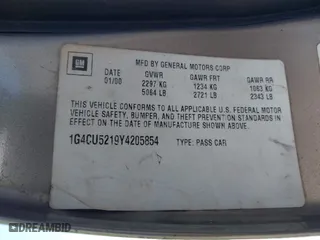 GM
MFD BY GENERAL MOTORS CORP
DATE GVWR GAWR FRT GAWR RR
01/00 2297 KG 1234 KG 1063 KG
5064 LB 2721 LB 2343 LB
THIS VEHICLE CONFORMS TO ALL APPLICABLE U.S. FEDERAL MOTOR
VEHICLE SAFETY, BUMPER, AND THEFT PREVENTION STANDARDS
IN EFFECT ON THE DATE OF MANUFACTURE SHOWN ABOVE.
1G4CU5219Y4205854 TYPE: PASS CAR